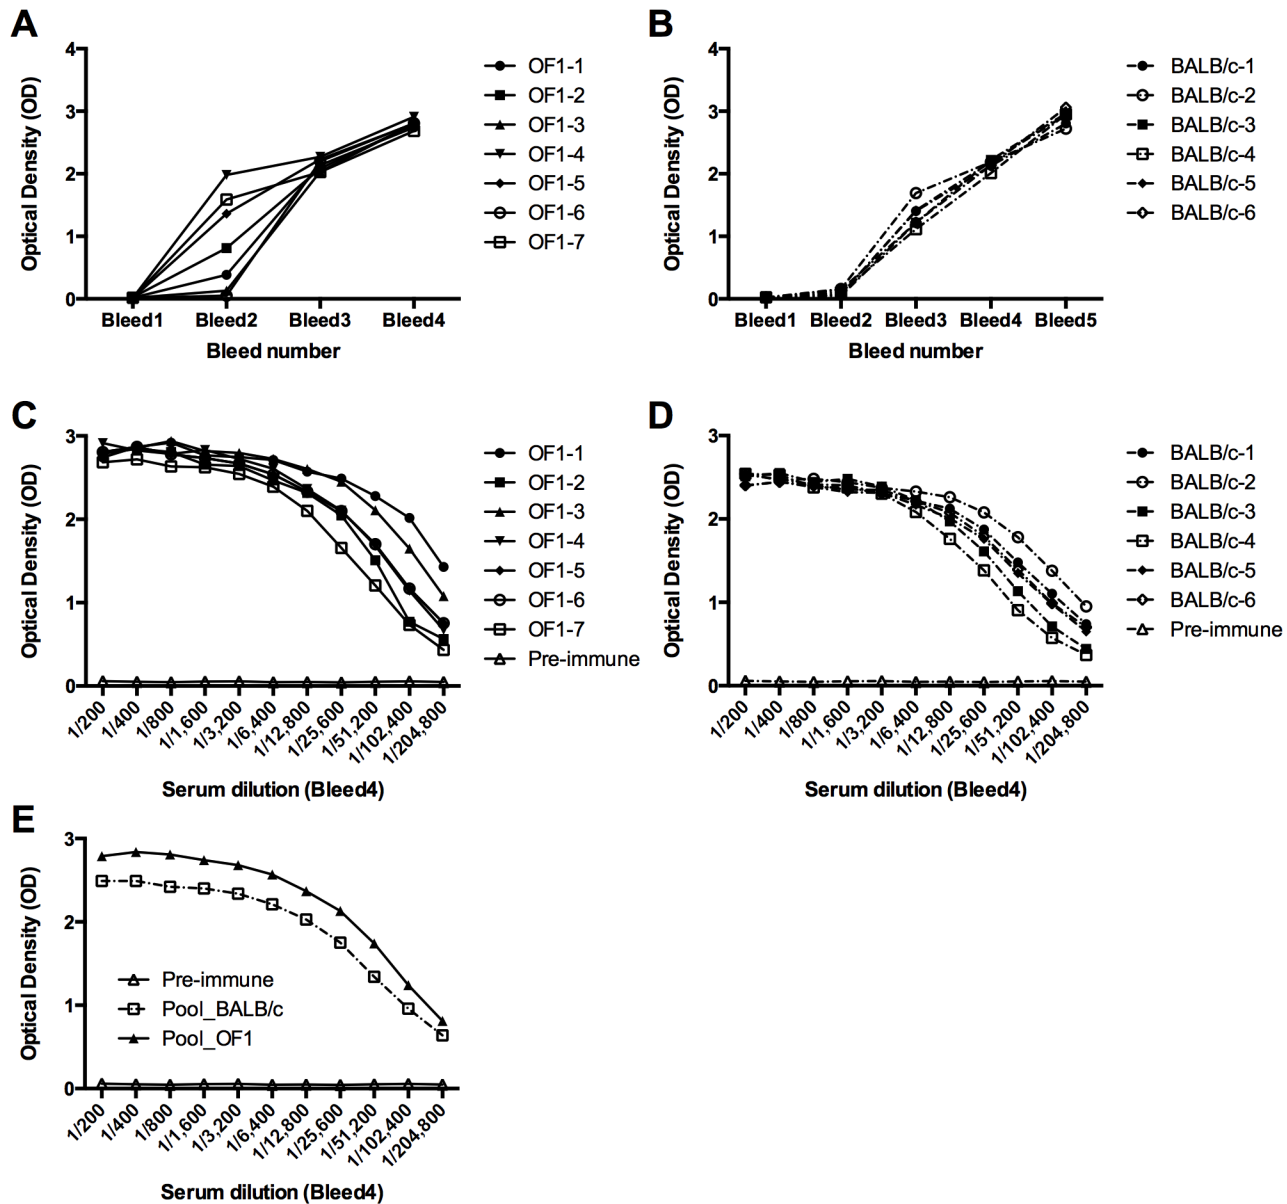 A
Optical Density (OD)
4
3
2
1
0
Bleed1 Bleed2 Bleed3 Bleed4
Bleed number
OF1-1
OF1-2
OF1-3
OF1-4
OF1-5
OF1-6
OF1-7
B
Optical Density (OD)
4
3
2
1
0
Bleed1 Bleed2 Bleed3 Bleed4 Bleed5
Bleed number
BALB/c-1
BALB/c-2
BALB/c-3
BALB/c-4
BALB/c-5
BALB/c-6
C
Optical Density (OD)
3
2
1
0
1/200 1/400 1/800 1/1,600 1/3,200 1/6,400 1/12,800 1/25,600 1/51,200 1/102,400 1/204,800
Serum dilution (Bleed4)
OF1-1
OF1-2
OF1-3
OF1-4
OF1-5
OF1-6
OF1-7
Pre-immune
D
Optical Density (OD)
3
2
1
0
1/200 1/400 1/800 1/1,600 1/3,200 1/6,400 1/12,800 1/25,600 1/51,200 1/102,400 1/204,800
Serum dilution (Bleed4)
BALB/c-1
BALB/c-2
BALB/c-3
BALB/c-4
BALB/c-5
BALB/c-6
Pre-immune
E
Optical Density (OD)
3
2
1
0
Pre-immune
Pool_BALB/c
Pool_OF1
1/200 1/400 1/800 1/1,600 1/3,200 1/6,400 1/12,800 1/25,600 1/51,200 1/102,400 1/204,800
Serum dilution (Bleed4)